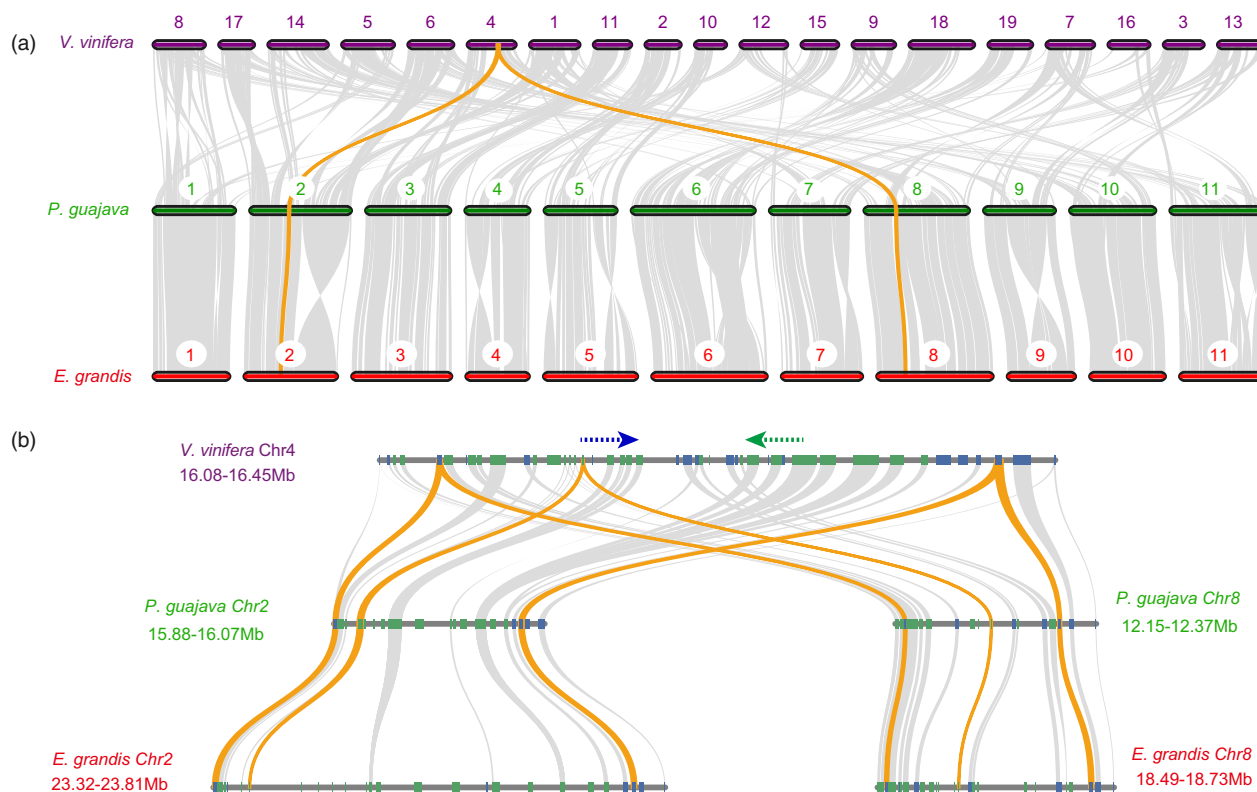 8 17 14 5 6 4 1 11 2 10 12 15 9 18 19 7 16 3 13
(a) V. vinifera
1 2 3 4 5 6 7 8 9 10 11
P. guajava
1 2 3 4 5 6 7 8 9 10 11
E. grandis
(b)
V. vinifera Chr4
16.08-16.45Mb
P. guajava Chr2
15.88-16.07Mb
P. guajava Chr8
12.15-12.37Mb
E. grandis Chr2
23.32-23.81Mb
E. grandis Chr8
18.49-18.73Mb